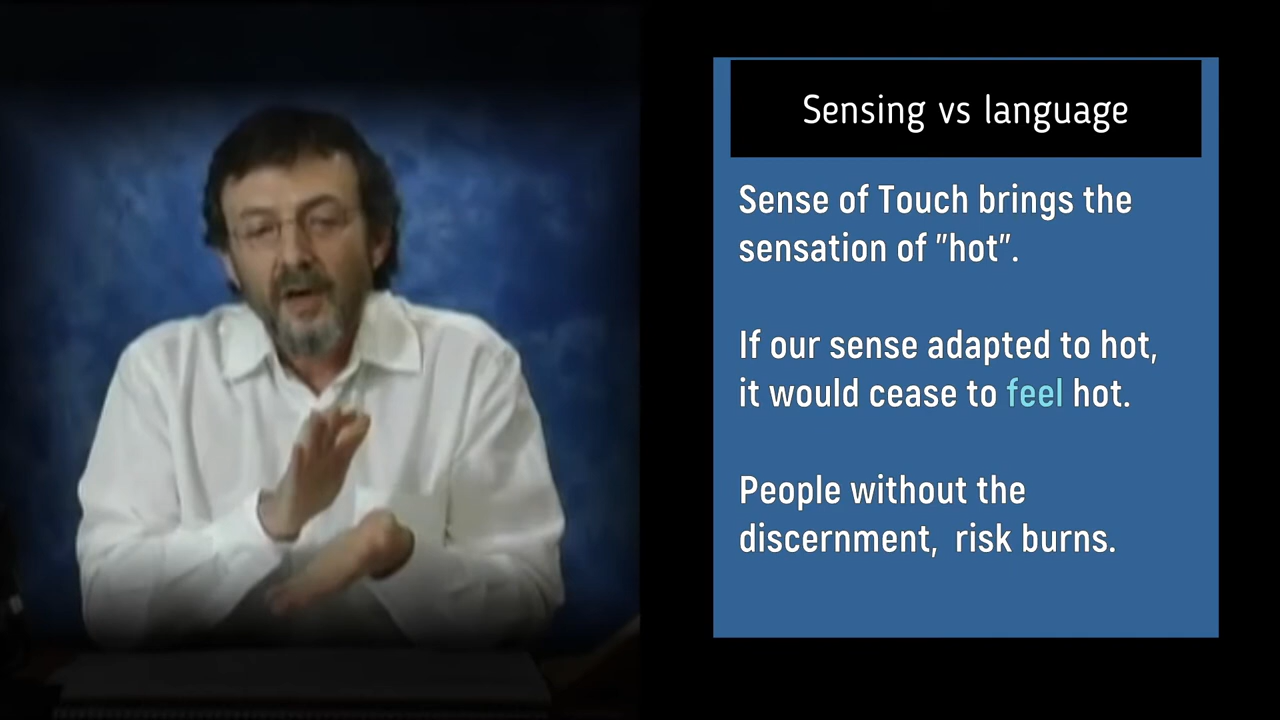 Sensing vs language
Sense of Touch brings the
sensation of "hot".
If our sense adapted to hot,
it would cease to feel hot.
People without the
discernment,  risk burns.